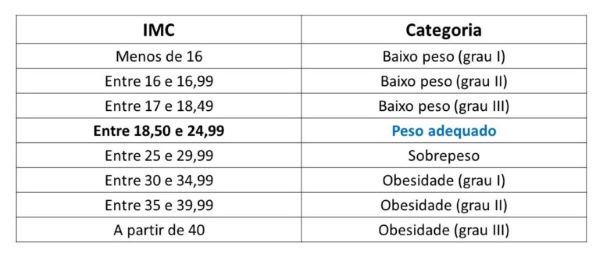 IMC Categoria
Menos de 16 Baixo peso (grau I)
Entre 16 e 16,99 Baixo peso (grau II)
Entre 17 e 18,49 Baixo peso (grau III)
Entre 18,50 e 24,99 Peso adequado
Entre 25 e 29,99 Sobrepeso
Entre 30 e 34,99 Obesidade (grau I)
Entre 35 e 39,99 Obesidade (grau II)
A partir de 40 Obesidade (grau III)